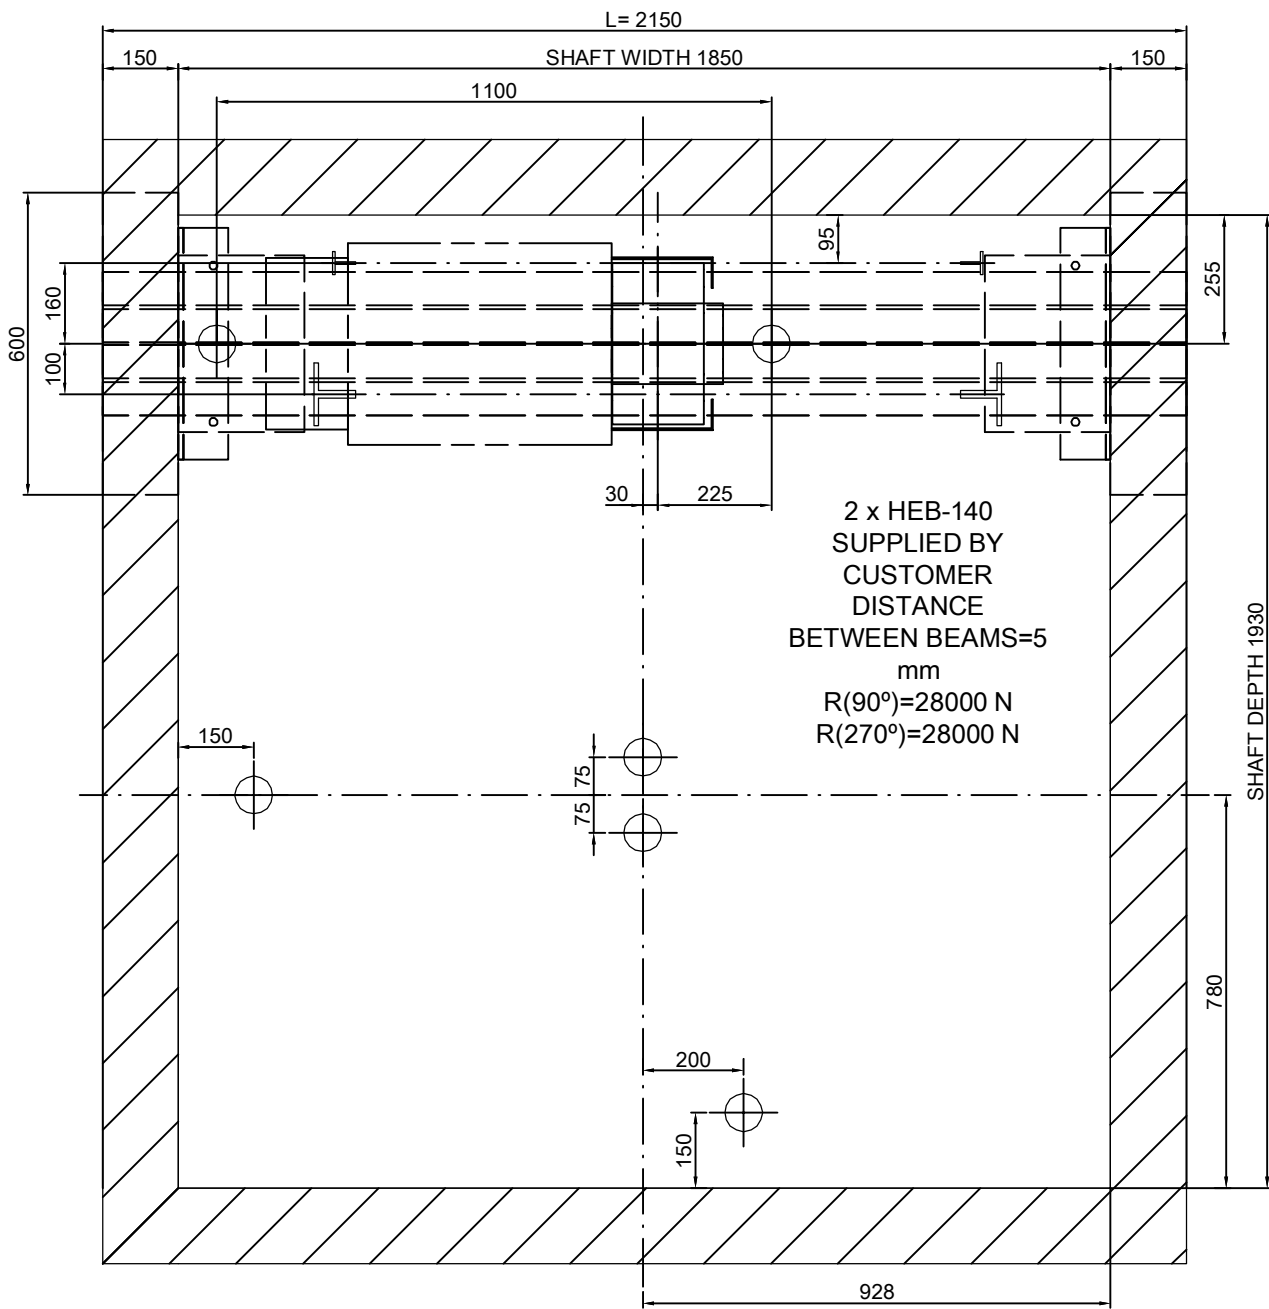 L= 2150
150
SHAFT WIDTH 1850
150
1100
95
255
160
600
100
30
225
2 x HEB-140
SUPPLIED BY
CUSTOMER
DISTANCE
BETWEEN BEAMS=5
mm
R(90º)=28000 N
R(270º)=28000 N
SHAFT DEPTH 1930
150
75
75
780
200
150
928